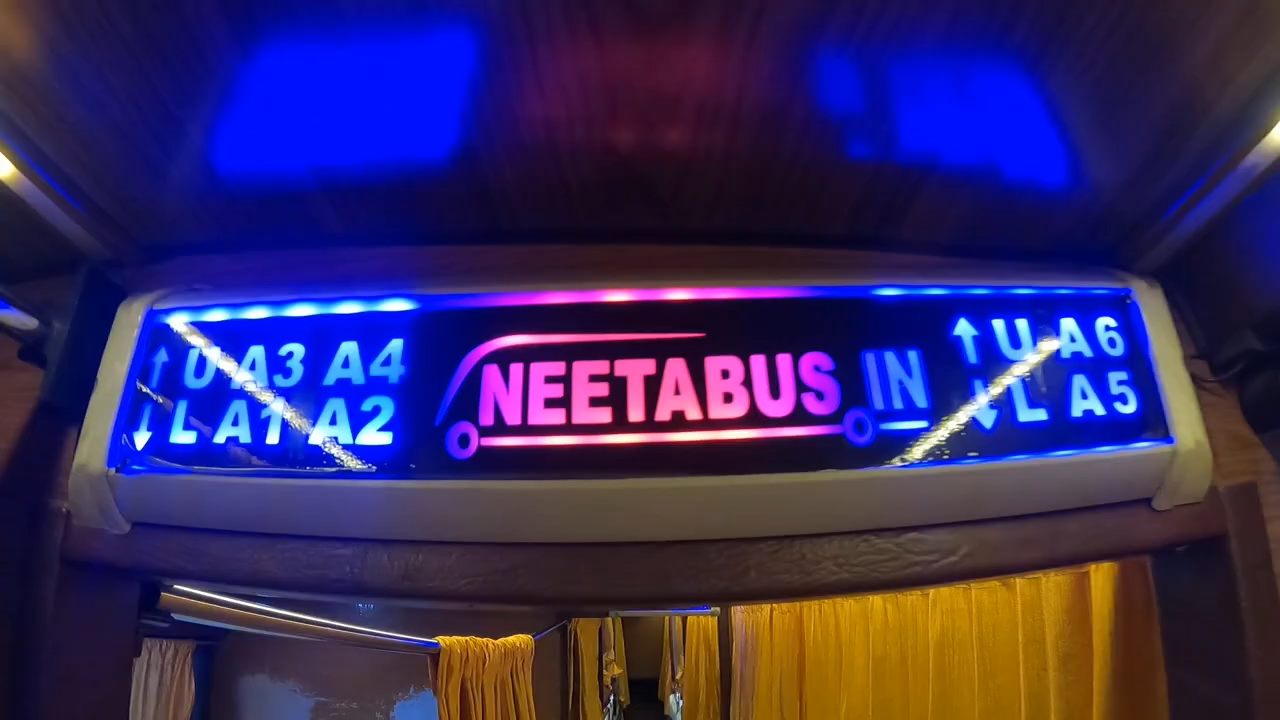 ↑ U A3 A4
↓ L A1 A2
NEETABUS IN
↑ U A6
↓ L A5